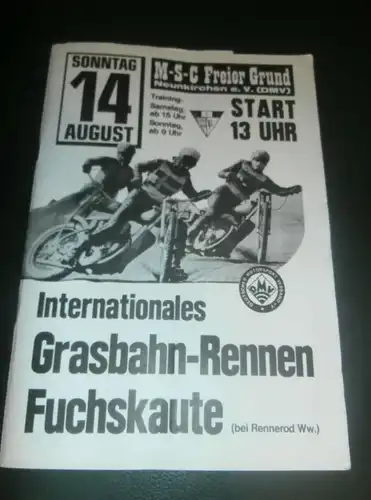 SONNTAG
14
AUGUST
M-S-C Freier Grund
Neunkirchen e. V. (DMV)
Training:
Samstag,
ab 15 Uhr
Sonntag,
ab 9 Uhr
START
13 UHR
DMV
Internationales
Grasbahn-Rennen
Fuchskaute (bei Rennerod Ww.)